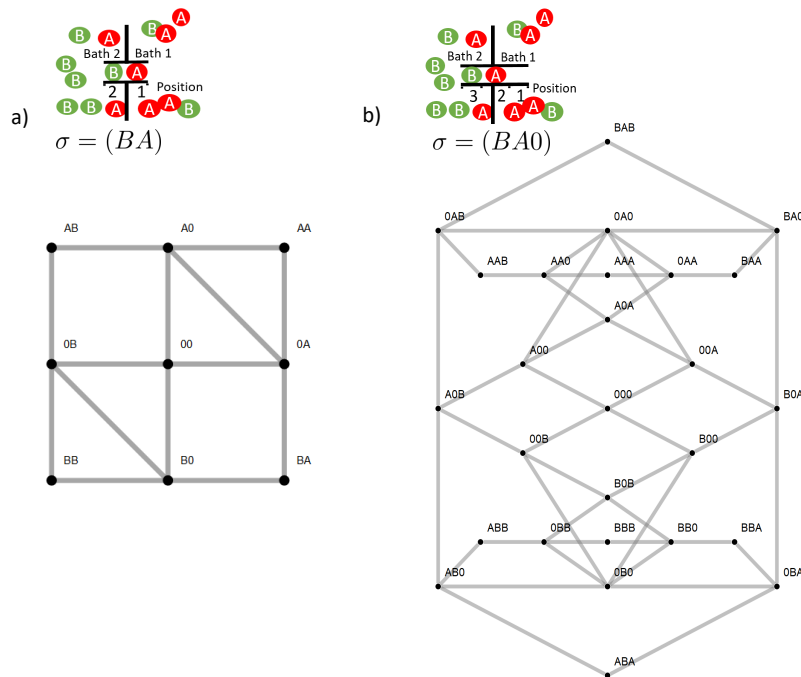 a)
B A B A A
Bath 2 Bath 1
B B A
B
Position
2 1
B B A A A B
σ = (BA)
AB A0 AA
0B 00 0A
BB B0 BA
b)
B A B A A
Bath 2 Bath 1
B B A
B
Position
3 2 1
B B A A A B
σ = (BA0)
BAB
0AB 0A0 BA0
AAB AA0 AAA 0AA BAA
A0A
A00 00A
A0B 000 B0A
00B B00
B0B
ABB 0BB BBB BB0 BBA
AB0 0B0 0BA
ABA